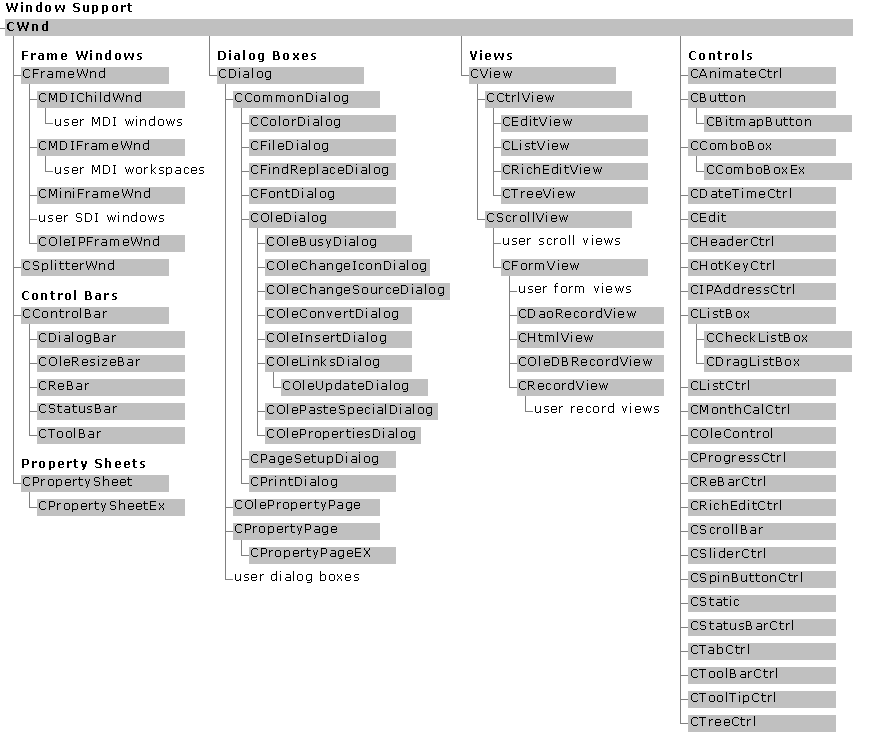 Window Support
CWnd
Frame Windows
CFrameWnd
CMDIChildWnd
user MDI windows
CMDIFrameWnd
user MDI workspaces
CMiniFrameWnd
user SDI windows
COleIPFrameWnd
CSplitterWnd
Control Bars
CControlBar
CDialogBar
COleResizeBar
CReBar
CStatusBar
CToolBar
Property Sheets
CPropertySheet
CPropertySheetEx
Dialog Boxes
CDialog
CCommonDialog
CColorDialog
CFileDialog
CFindReplaceDialog
CFontDialog
COleDialog
COleBusyDialog
COleChangeIconDialog
COleChangeSourceDialog
COleConvertDialog
COleInsertDialog
COleLinksDialog
COleUpdateDialog
COlePasteSpecialDialog
COlePropertiesDialog
CPageSetupDialog
CPrintDialog
COlePropertyPage
CPropertyPage
CPropertyPageEX
user dialog boxes
Views
CView
CCtrlView
CEditView
CListView
CRichEditView
CTreeView
CScrollView
user scroll views
CFormView
user form views
CDaoRecordView
CHtmlView
COleDBRecordView
CRecordView
user record views
Controls
CAnimateCtrl
CButton
CBitmapButton
CComboBox
CComboBoxEx
CDateTimeCtrl
CEdit
CHeaderCtrl
CHotKeyCtrl
CIPAddressCtrl
CListBox
CCheckListBox
CDragListBox
CListCtrl
CMonthCalCtrl
COleControl
CProgressCtrl
CReBarCtrl
CRichEditCtrl
CScrollBar
CSliderCtrl
CSpinButtonCtrl
CStatic
CStatusBarCtrl
CTabCtrl
CToolBarCtrl
CToolTipCtrl
CTreeCtrl